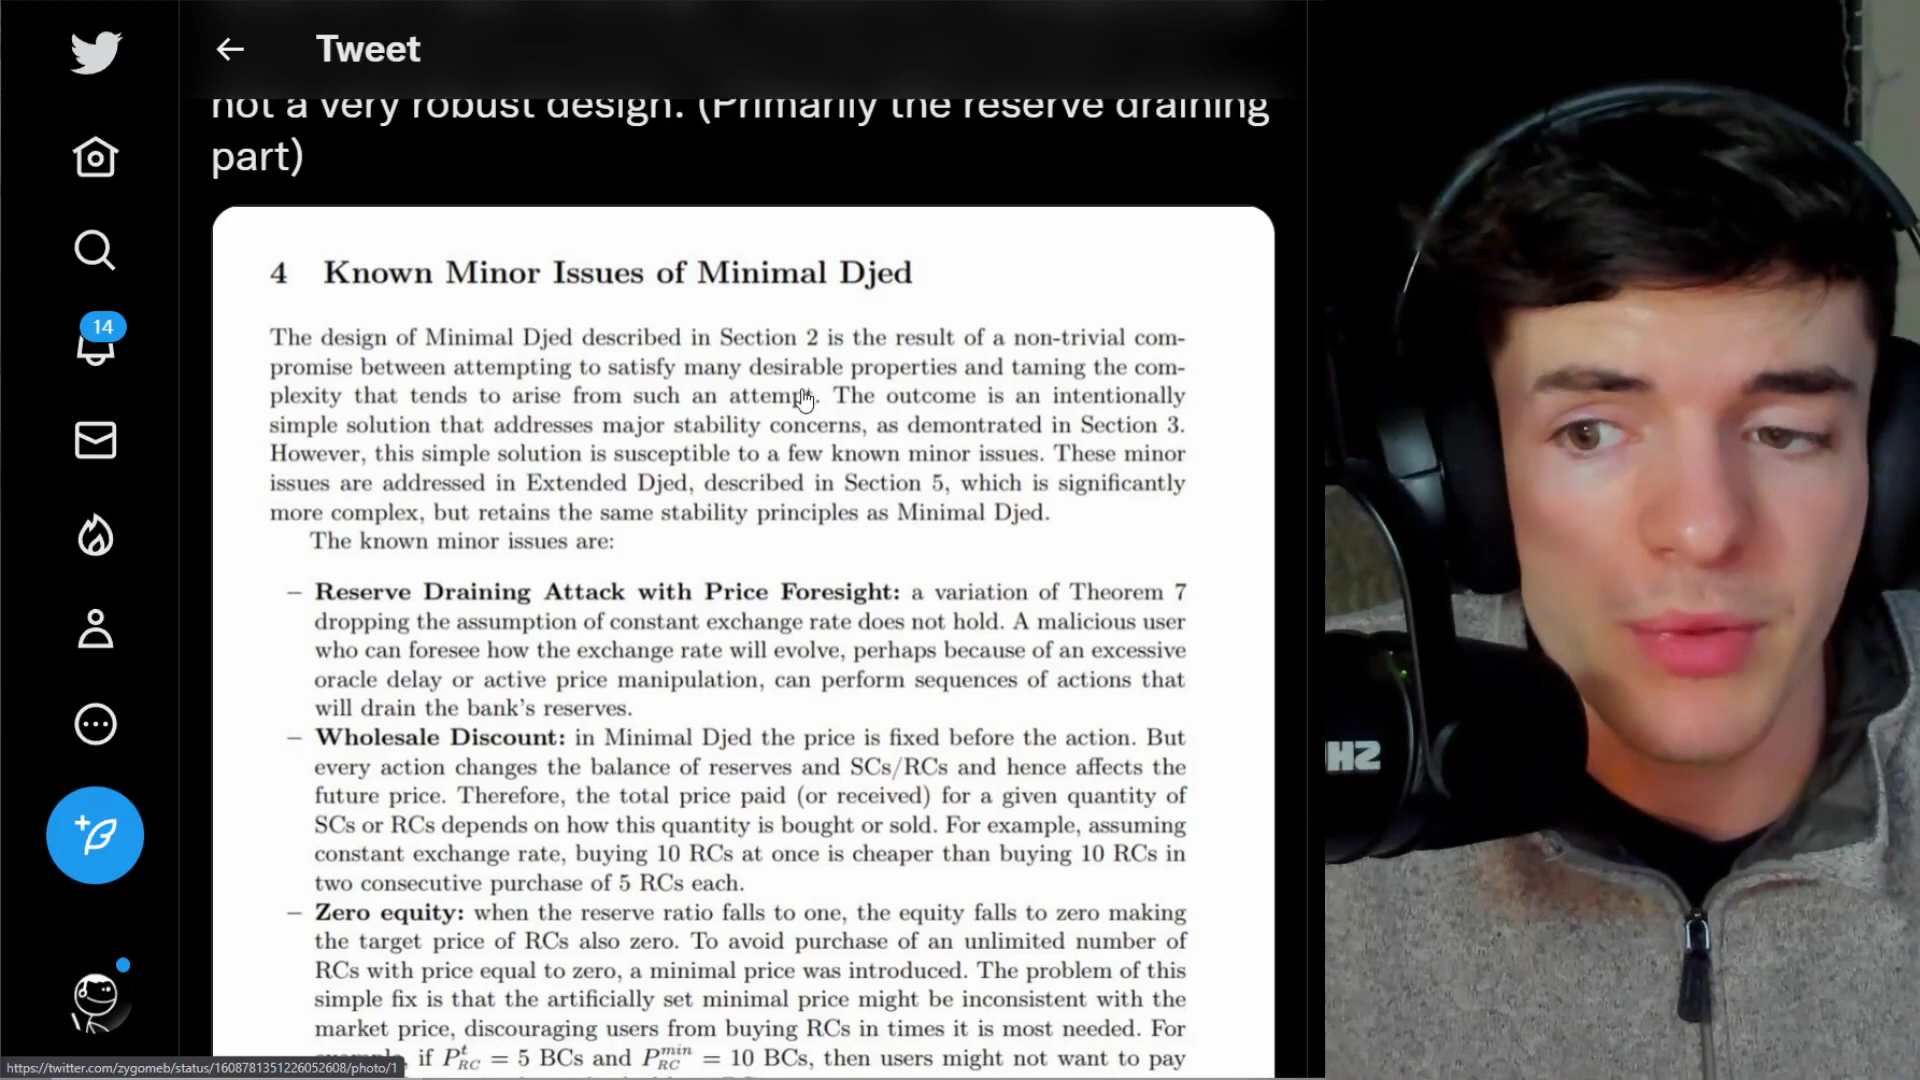 Tweet
not a very robust design. (Primarily the reserve draining
part)
14
4 Known Minor Issues of Minimal Djed
The design of Minimal Djed described in Section 2 is the result of a non-trivial com-
promise between attempting to satisfy many desirable properties and taming the com-
plexity that tends to arise from such an attempt. The outcome is an intentionally
simple solution that addresses major stability concerns, as demontrated in Section 3.
However, this simple solution is susceptible to a few known minor issues. These minor
issues are addressed in Extended Djed, described in Section 5, which is significantly
more complex, but retains the same stability principles as Minimal Djed.
The known minor issues are:
– Reserve Draining Attack with Price Foresight: a variation of Theorem 7
dropping the assumption of constant exchange rate does not hold. A malicious user
who can foresee how the exchange rate will evolve, perhaps because of an excessive
oracle delay or active price manipulation, can perform sequences of actions that
will drain the bank's reserves.
– Wholesale Discount: in Minimal Djed the price is fixed before the action. But
every action changes the balance of reserves and SCs/RCs and hence affects the
future price. Therefore, the total price paid (or received) for a given quantity of
SCs or RCs depends on how this quantity is bought or sold. For example, assuming
constant exchange rate, buying 10 RCs at once is cheaper than buying 10 RCs in
two consecutive purchase of 5 RCs each.
– Zero equity: when the reserve ratio falls to one, the equity falls to zero making
the target price of RCs also zero. To avoid purchase of an unlimited number of
RCs with price equal to zero, a minimal price was introduced. The problem of this
simple fix is that the artificially set minimal price might be inconsistent with the
market price, discouraging users from buying RCs in times it is most needed. For
if P^t_RC = 5 BCs and P^min_RC = 10 BCs, then users might not want to pay
https://twitter.com/zygomeb/status/1608781351226052608/photo/1